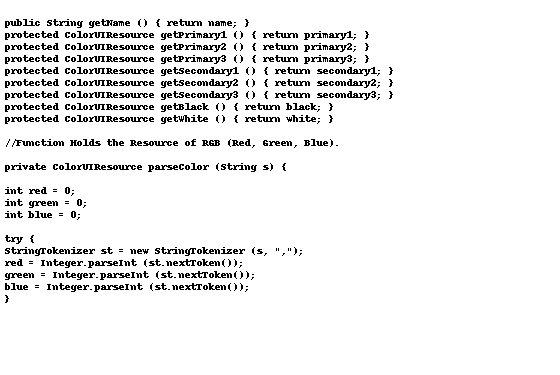 public String getName () { return name; }
protected ColorUIResource getPrimary1 () { return primary1; }
protected ColorUIResource getPrimary2 () { return primary2; }
protected ColorUIResource getPrimary3 () { return primary3; }
protected ColorUIResource getSecondary1 () { return secondary1; }
protected ColorUIResource getSecondary2 () { return secondary2; }
protected ColorUIResource getSecondary3 () { return secondary3; }
protected ColorUIResource getBlack () { return black; }
protected ColorUIResource getWhite () { return white; }
//Function Holds the Resource of RGB (Red, Green, Blue).
private ColorUIResource parseColor (String s) {
int red = 0;
int green = 0;
int blue = 0;
try {
StringTokenizer st = new StringTokenizer (s, ",");
red = Integer.parseInt (st.nextToken());
green = Integer.parseInt (st.nextToken());
blue = Integer.parseInt (st.nextToken());
}